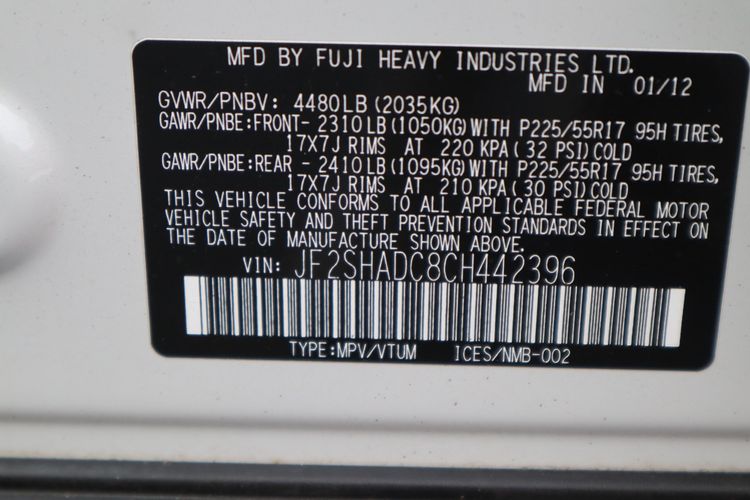 MFD BY FUJI HEAVY INDUSTRIES LTD.
MFD IN 01/12
GVWR/PNBV: 4480LB (2035KG)
GAWR/PNBE:FRONT- 2310LB (1050KG) WITH P225/55R17 95H TIRES,
17X7J RIMS AT 220 KPA ( 32 PSI) COLD
GAWR/PNBE:REAR - 2410LB (1095KG) WITH P225/55R17 95H TIRES,
17X7J RIMS AT 210 KPA ( 30 PSI) COLD
THIS VEHICLE CONFORMS TO ALL APPLICABLE FEDERAL MOTOR
VEHICLE SAFETY AND THEFT PREVENTION STANDARDS IN EFFECT ON
THE DATE OF MANUFACTURE SHOWN ABOVE.
VIN: JF2SHADC8CH442396
TYPE:MPV/VTUM ICES/NMB-002